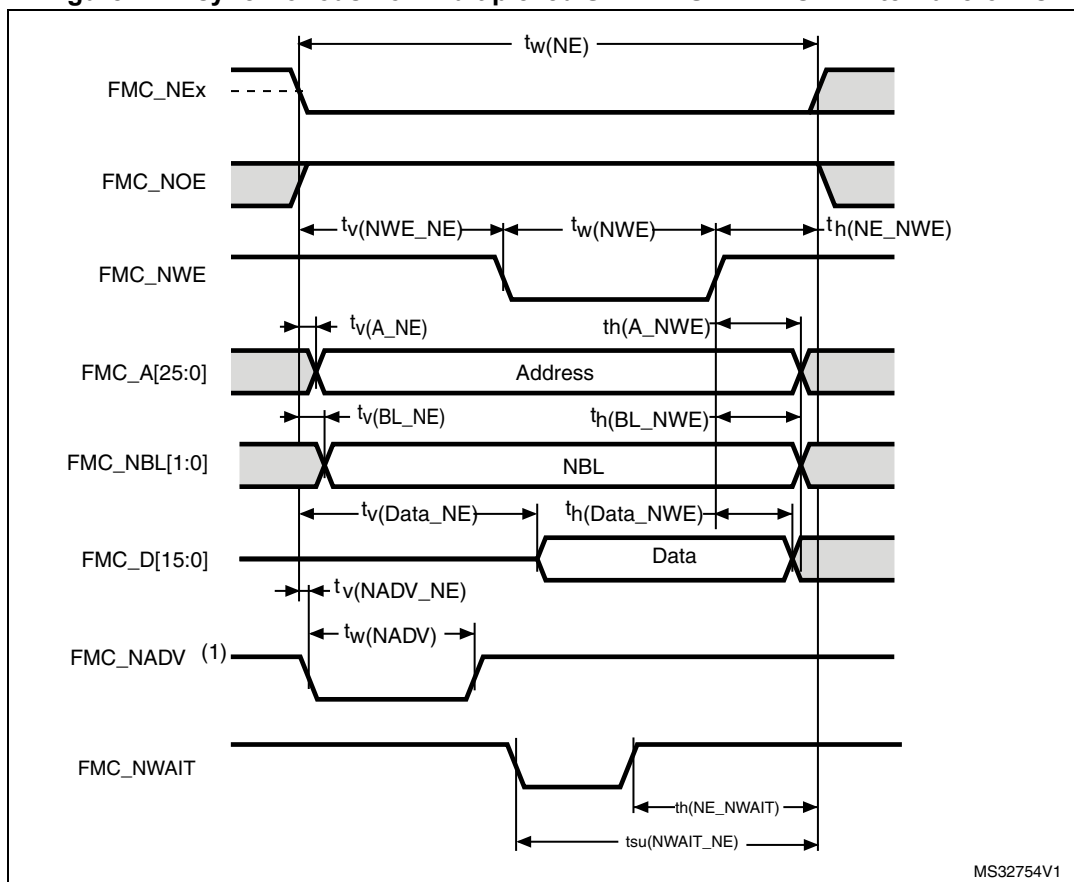 tw(NE)
FMC_NEx
FMC_NOE
tv(NWE_NE)
tw(NWE)
th(NE_NWE)
FMC_NWE
tv(A_NE)
th(A_NWE)
FMC_A[25:0]
Address
tv(BL_NE)
th(BL_NWE)
FMC_NBL[1:0]
NBL
tv(Data_NE)
th(Data_NWE)
FMC_D[15:0]
Data
tv(NADV_NE)
tw(NADV)
FMC_NADV (1)
FMC_NWAIT
th(NE_NWAIT)
tsu(NWAIT_NE)
MS32754V1